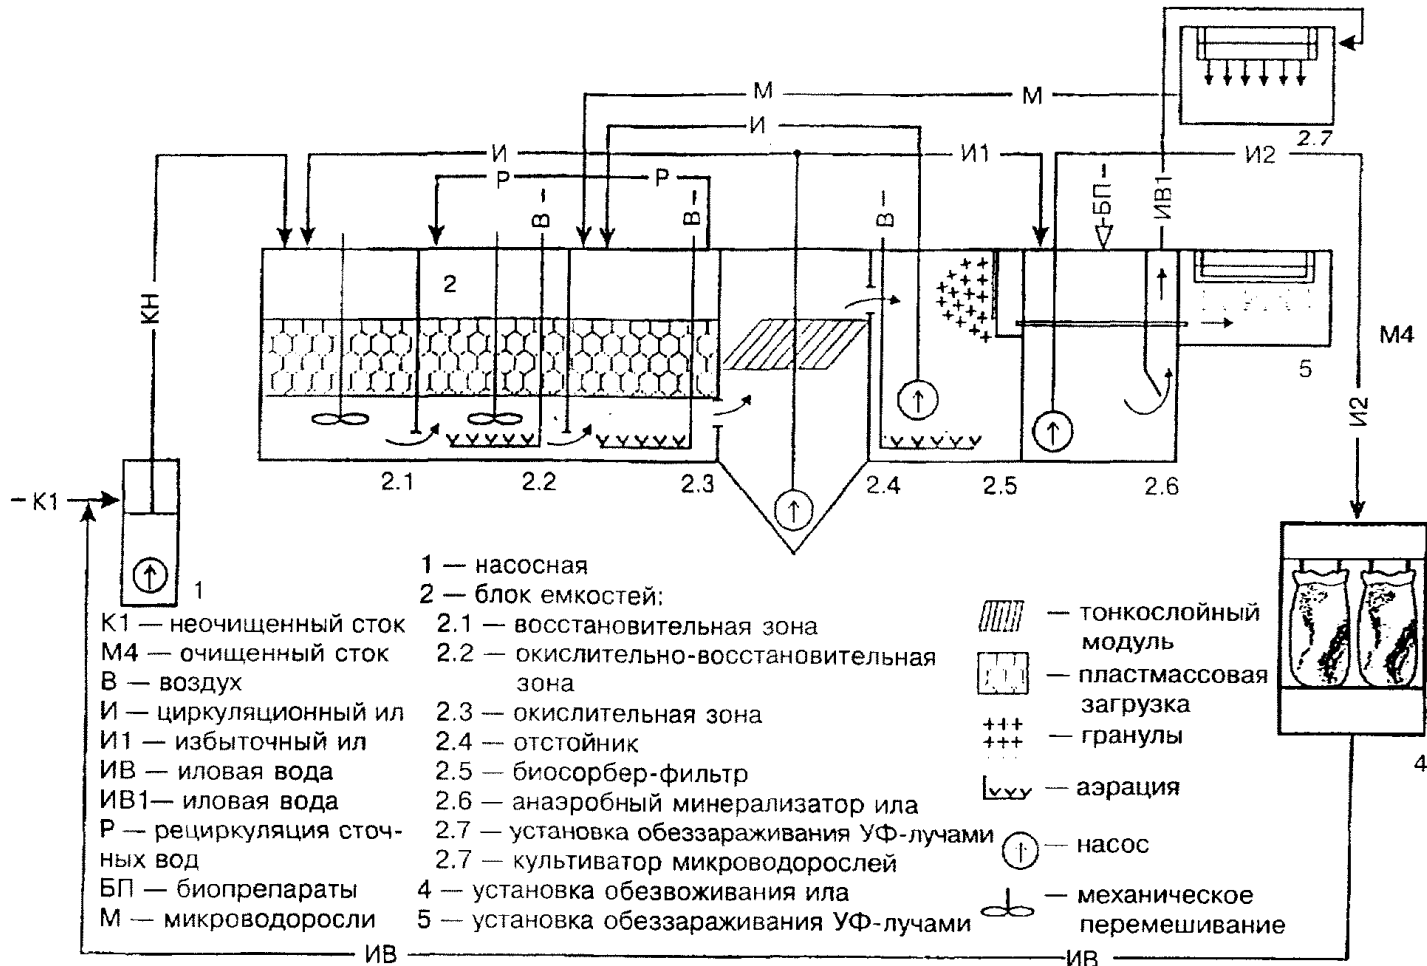 М
М
И
2.7
И
И1
И2
Р
Р
В
В
В
БП
ИВ1
КН
2
М4
5
И2
К1
2.1
2.2
2.3
2.4
2.5
2.6
1
4
1 — насосная
2 — блок емкостей:
К1 — неочищенный сток
М4 — очищенный сток
В — воздух
И — циркуляционный ил
И1 — избыточный ил
ИВ — иловая вода
ИВ1— иловая вода
Р — рециркуляция сточ-
ных вод
БП — биопрепараты
М — микроводоросли
2.1 — восстановительная зона
2.2 — окислительно-восстановительная
зона
2.3 — окислительная зона
2.4 — отстойник
2.5 — биосорбер-фильтр
2.6 — анаэробный минерализатор ила
2.7 — установка обеззараживания УФ-лучами
2.7 — культиватор микроводорослей
4 — установка обезвоживания ила
5 — установка обеззараживания УФ-лучами
— тонкослойный
модуль
— пластмассовая
загрузка
— гранулы
— аэрация
— насос
— механическое
перемешивание
ИВ
ИВ